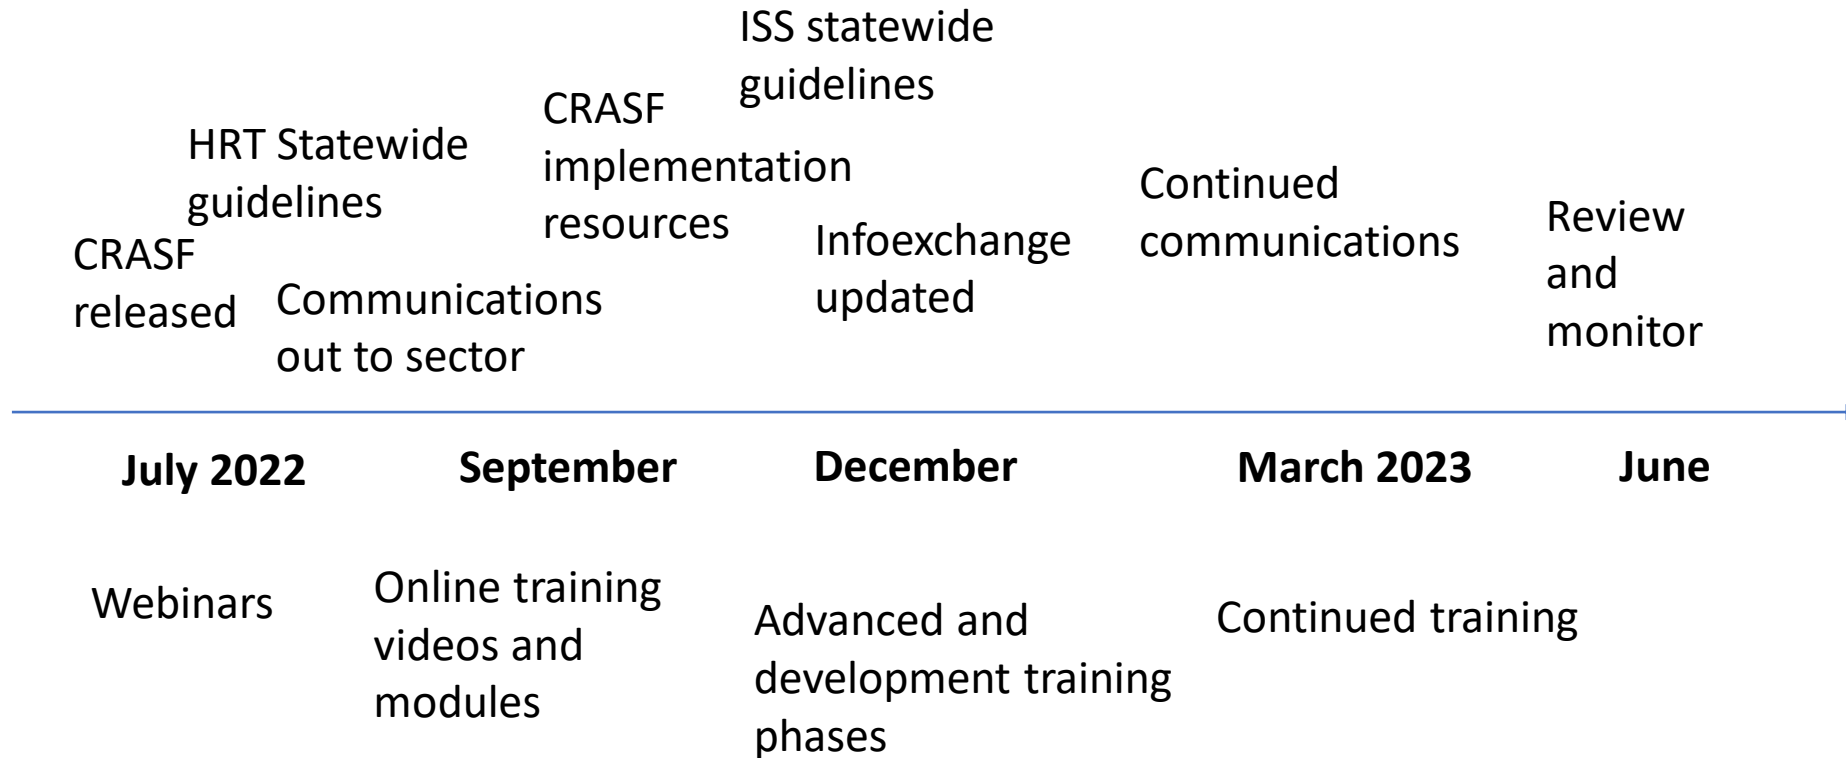 ISS statewide
guidelines
CRASF
implementation
resources
HRT Statewide
guidelines
CRASF
released
Communications
out to sector
Infoexchange
updated
Continued
communications
Review
and
monitor
July 2022
September
December
March 2023
June
Webinars
Online training
videos and
modules
Advanced and
development training
phases
Continued training